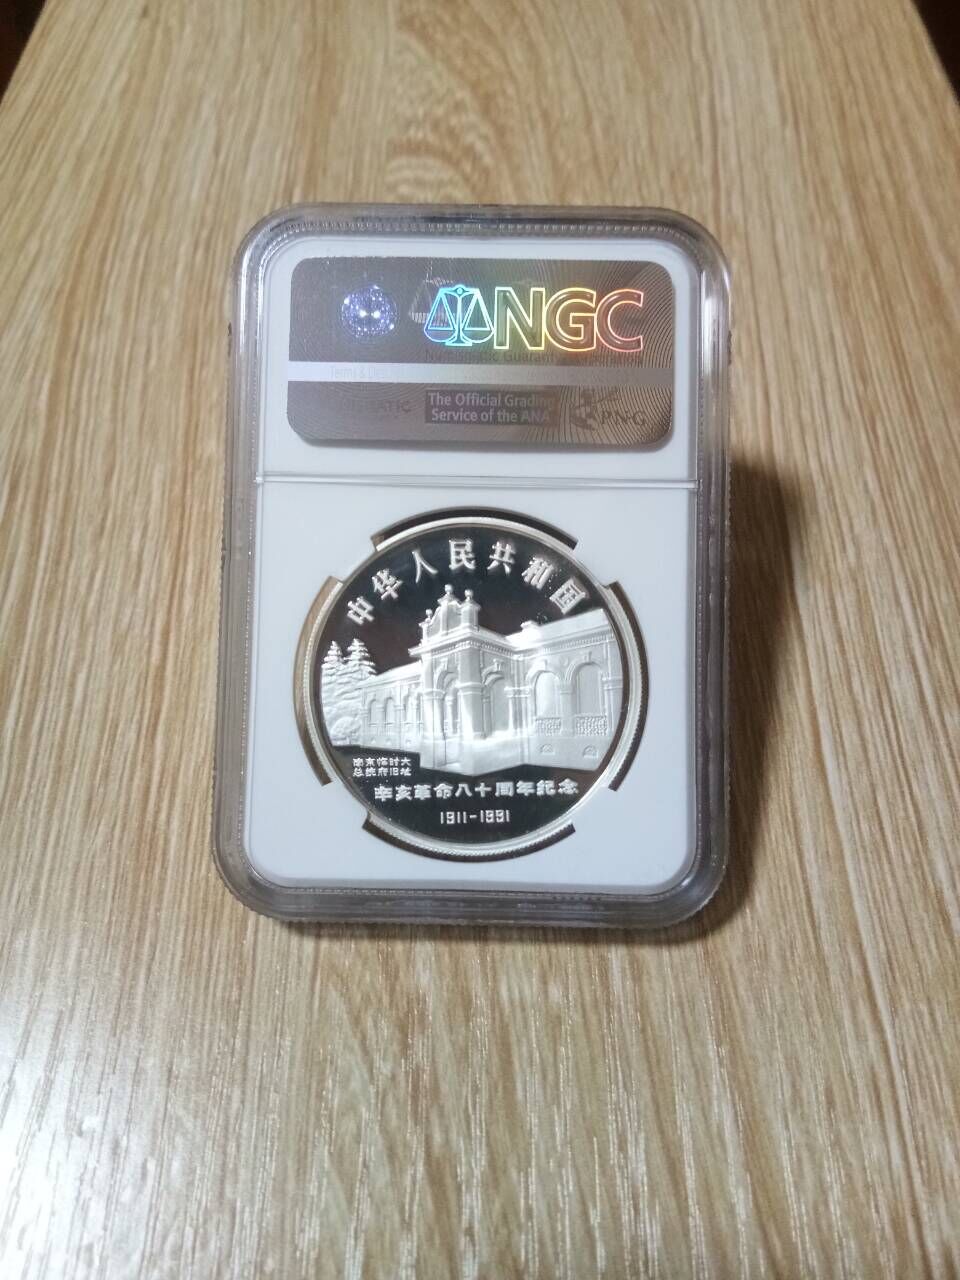 NGC
Numismatic Guaranty
The Official Grading
Service of the ANA
PNG
中华人民共和国
南京临时大
总统府旧址
辛亥革命八十周年纪念
1911-1991